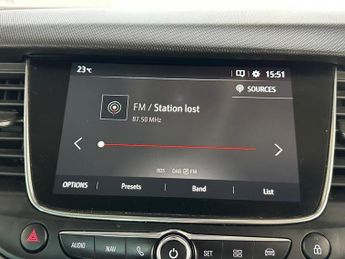 23 °C
15:51
SOURCES
FM / Station lost
87.50 MHz
RDS DAB FM
OPTIONS Presets Band List
AUDIO NAV SET